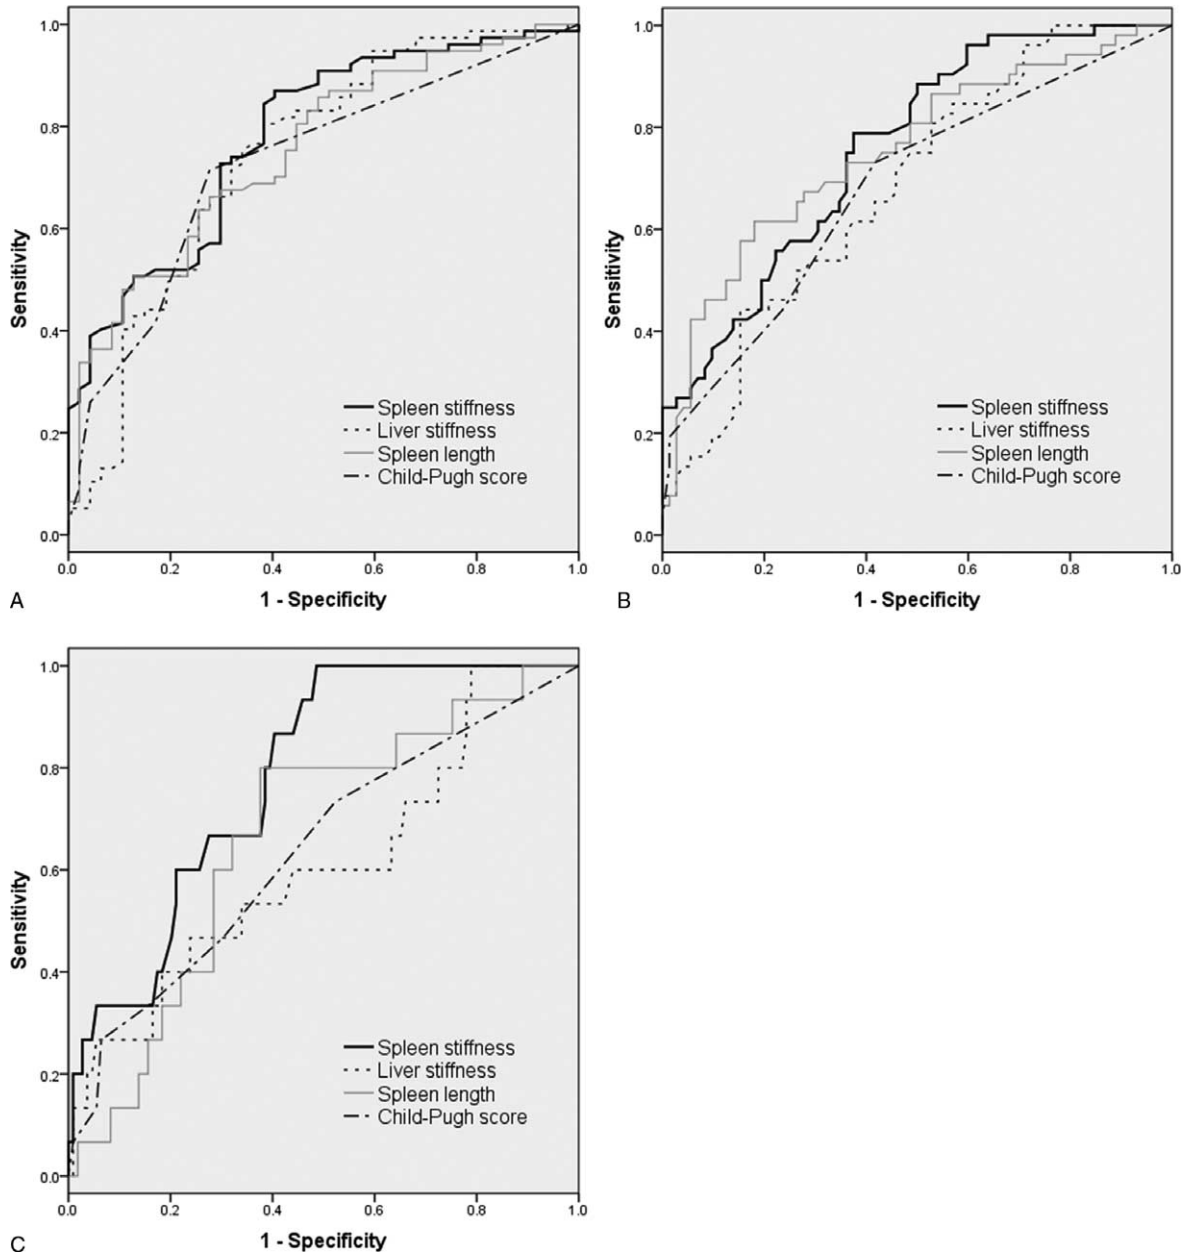 1.0
0.8
0.6
0.4
0.2
0.0
Sensitivity
Spleen stiffness
Liver stiffness
Spleen length
Child-Pugh score
0.0 0.2 0.4 0.6 0.8 1.0
1 - Specificity
A
1.0
0.8
0.6
0.4
0.2
0.0
Sensitivity
Spleen stiffness
Liver stiffness
Spleen length
Child-Pugh score
0.0 0.2 0.4 0.6 0.8 1.0
1 - Specificity
B
1.0
0.8
0.6
0.4
0.2
0.0
Sensitivity
Spleen stiffness
Liver stiffness
Spleen length
Child-Pugh score
0.0 0.2 0.4 0.6 0.8 1.0
1 - Specificity
C